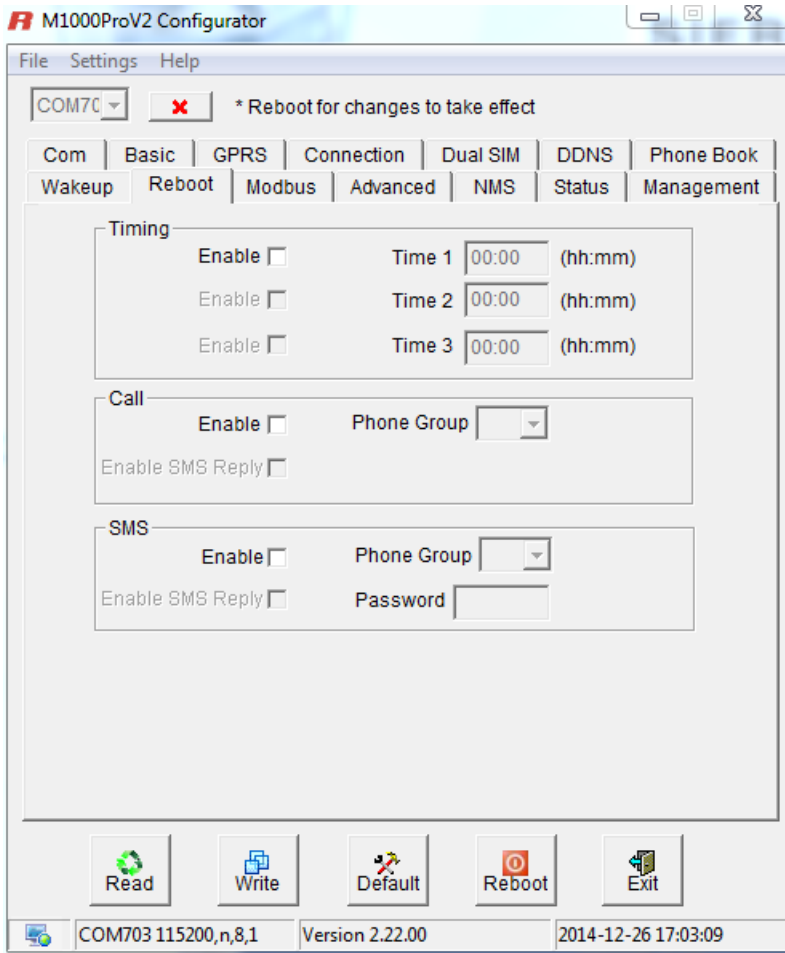 R M1000ProV2 Configurator
File Settings Help
COM70 * Reboot for changes to take effect
Com Basic GPRS Connection Dual SIM DDNS Phone Book
Wakeup Reboot Modbus Advanced NMS Status Management
Timing
Enable Time 1 00:00 (hh:mm)
Enable Time 2 00:00 (hh:mm)
Enable Time 3 00:00 (hh:mm)
Call
Enable Phone Group
Enable SMS Reply
SMS
Enable Phone Group
Enable SMS Reply Password
Read Write Default Reboot Exit
COM703 115200,n,8,1 Version 2.22.00 2014-12-26 17:03:09